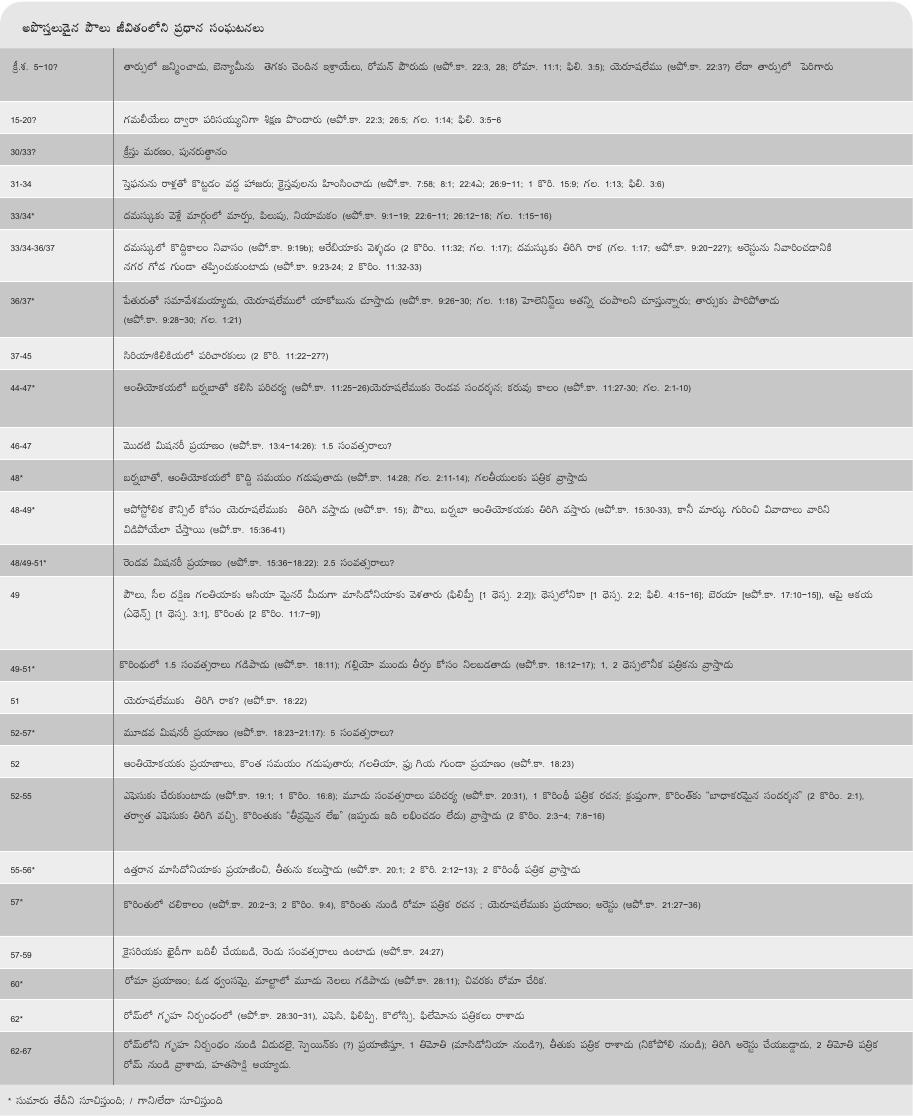 అపొస్తలుడైన పౌలు జీవితంలోని ప్రధాన సంఘటనలు
క్రీ.శ. 5–10? తార్సులో జన్మించాడు, బెన్యామీను తెగకు చెందిన ఇశ్రాయేలు, రోమన్ పౌరుడు (అపో.కా. 22:3, 28; రోమా. 11:1; ఫిలి. 3:5); యెరూషలేము (అపో.కా. 22:3?) లేదా తార్సులో పెరిగారు
15-20? గమలీయేలు ద్వారా పరిసయ్యునిగా శిక్షణ పొందారు (అపో.కా. 22:3; 26:5; గల. 1:14; ఫిలి. 3:5–6
30/33? క్రీస్తు మరణం, పునరుత్థానం
31-34 స్తెఫనును రాళ్లతో కొట్టడం వద్ద హాజరు; క్రైస్తవులను హింసించాడు (అపో.కా. 7:58; 8:1; 22:4ఎ; 26:9–11; 1 కొరి. 15:9; గల. 1:13; ఫిలి. 3:6)
33/34* దమస్కుకు వెళ్లే మార్గంలో మార్పు, పిలుపు, నియామకం (అపో.కా. 9:1–19; 22:6–11; 26:12–18; గల. 1:15–16)
33/34-36/37 దమస్కులో కొద్దికాలం నివాసం (అపో.కా. 9:19b); అరేబియాకు వెళ్ళడం (2 కొరిం. 11:32; గల. 1:17); దమస్కుకు తిరిగి రాక (గల. 1:17; అపో.కా. 9:20–22?); అరెస్టును నివారించడానికి
నగర గోడ గుండా తప్పించుకుంటాడు (అపో.కా. 9:23-24; 2 కొరిం. 11:32-33)
36/37* పేతురుతో సమావేశమయ్యాడు, యెరూషలేములో యాకోబును చూస్తాడు (అపో.కా. 9:26–30; గల. 1:18) హెలెనిస్ట్‌లు అతన్ని చంపాలని చూస్తున్నారు; తార్సుకు పారిపోతాడు
(అపో.కా. 9:28–30; గల. 1:21)
37-45 సిరియా/కిలికియలో పరిచారకులు (2 కొరి. 11:22–27?)
44-47* అంతియోకయలో బర్నబాతో కలిసి పరిచర్య (అపో.కా. 11:25–26)యెరూషలేముకు రెండవ సందర్శన; కరువు కాలం (అపో.కా. 11:27-30; గల. 2:1-10)
46-47 మొదటి మిషనరీ ప్రయాణం (అపో.కా. 13:4–14:26): 1.5 సంవత్సరాలు?
48* బర్నబాతో, అంతియోకయలో కొద్ది సమయం గడుపుతాడు (అపో.కా. 14:28; గల. 2:11-14); గలతీయులకు పత్రిక వ్రాస్తాడు
48-49* అపోస్టోలిక కౌన్సిల్ కోసం యెరూషలేముకు తిరిగి వస్తాడు (అపో.కా. 15); పౌలు, బర్నబా అంతియోకయకు తిరిగి వస్తారు (అపో.కా. 15:30-33), కానీ మార్కు గురించి వివాదాలు వారిని
విడిపోయేలా చేస్తాయి (అపో.కా. 15:36-41)
48/49-51* రెండవ మిషనరీ ప్రయాణం (అపో.కా. 15:36–18:22): 2.5 సంవత్సరాలు?
49 పౌలు, సీల దక్షిణ గలతియాకు ఆసియా మైనర్ మీదుగా మాసిడోనియాకు వెళతారు (ఫిలిప్పీ [1 థెస్స. 2:2]); థెస్సలోనికా [1 థెస్స. 2:2; ఫిలి. 4:15–16]; బెరయా [అపో.కా. 17:10–15]), ఆపై అకయ
(ఏథెన్స్ [1 థెస్స. 3:1], కొరింతు [2 కొరిం. 11:7–9])
49-51* కొరింథులో 1.5 సంవత్సరాలు గడిపాడు (అపో.కా. 18:11); గల్లియో ముందు తీర్పు కోసం నిలబడతాడు (అపో.కా. 18:12–17); 1, 2 థెస్సలొనీక పత్రికను వ్రాస్తాడు
51 యెరూషలేముకు తిరిగి రాక? (అపో.కా. 18:22)
52-57* మూడవ మిషనరీ ప్రయాణం (అపో.కా. 18:23–21:17): 5 సంవత్సరాలు?
52 అంతియోకయకు ప్రయాణాలు, కొంత సమయం గడుపుతారు; గలతియా, ఫ్రుగియ గుండా ప్రయాణం (అపో.కా. 18:23)
52-55 ఎఫెసుకు చేరుకుంటాడు (అపో.కా. 19:1; 1 కొరిం. 16:8); మూడు సంవత్సరాలు పరిచర్య (అపో.కా. 20:31), 1 కొరింథీ పత్రిక రచన; క్లుప్తంగా, కొరింత్‌కు “బాధాకరమైన సందర్శన” (2 కొరిం. 2:1),
తర్వాత ఎఫెసుకు తిరిగి వచ్చి, కొరింతుకు “తీవ్రమైన లేఖ” (ఇప్పుడు ఇది లభించడం లేదు) వ్రాస్తాడు (2 కొరిం. 2:3–4; 7:8–16)
55-56* ఉత్తరాన మాసిడోనియాకు ప్రయాణించి, తీతును కలుస్తాడు (అపో.కా. 20:1; 2 కొరి. 2:12–13); 2 కొరింథీ పత్రిక వ్రాస్తాడు
57* కొరింతులో చలికాలం (అపో.కా. 20:2–3; 2 కొరిం. 9:4), కొరింతు నుండి రోమా పత్రిక రచన ; యెరూషలేముకు ప్రయాణం; అరెస్టు (అపో.కా. 21:27–36)
57-59 కైసరియకు ఖైదీగా బదిలీ చేయబడి, రెండు సంవత్సరాలు ఉంటాడు (అపో.కా. 24:27)
60* రోమా ప్రయాణం; ఓడ ధ్వంసమై, మాల్టాలో మూడు నెలలు గడిపాడు (అపో.కా. 28:11); చివరకు రోమా చేరిక.
62* రోమ్‌లో గృహ నిర్బంధంలో (అపో.కా. 28:30–31), ఎఫెసి, ఫిలిప్పి, కొలోస్సి, ఫిలేమోను పత్రికలు రాశాడు
62-67 రోమ్‌లోని గృహ నిర్బంధం నుండి విడుదలై, స్పెయిన్‌కు (?) ప్రయాణిస్తూ, 1 తిమోతి (మాసిడోనియా నుండి?), తీతుకు పత్రిక రాశాడు (నికోపోలి నుండి); తిరిగి అరెస్టు చేయబడ్డాడు, 2 తిమోతి పత్రిక
రోమ్ నుండి వ్రాశాడు, హతసాక్షి అయ్యాడు.
* సుమారు తేదీని సూచిస్తుంది; / గాని/లేదా సూచిస్తుంది